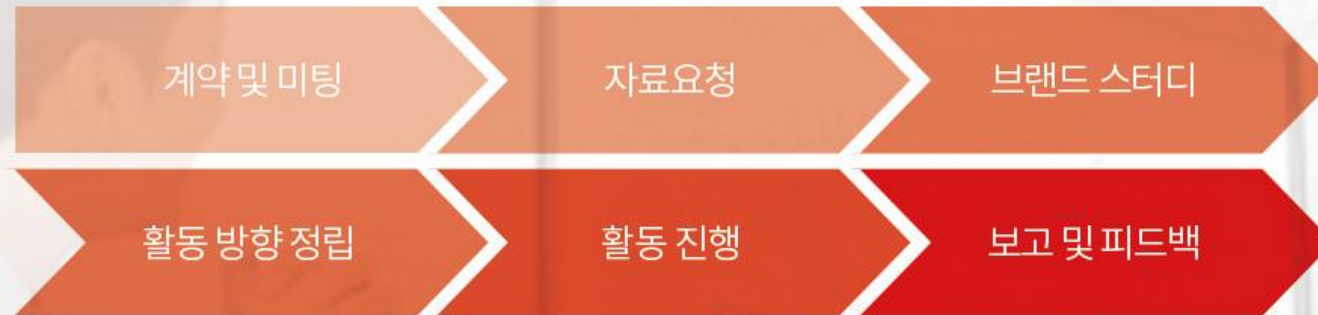 계약 및 미팅
자료요청
브랜드 스터디
활동 방향 정립
활동 진행
보고 및 피드백